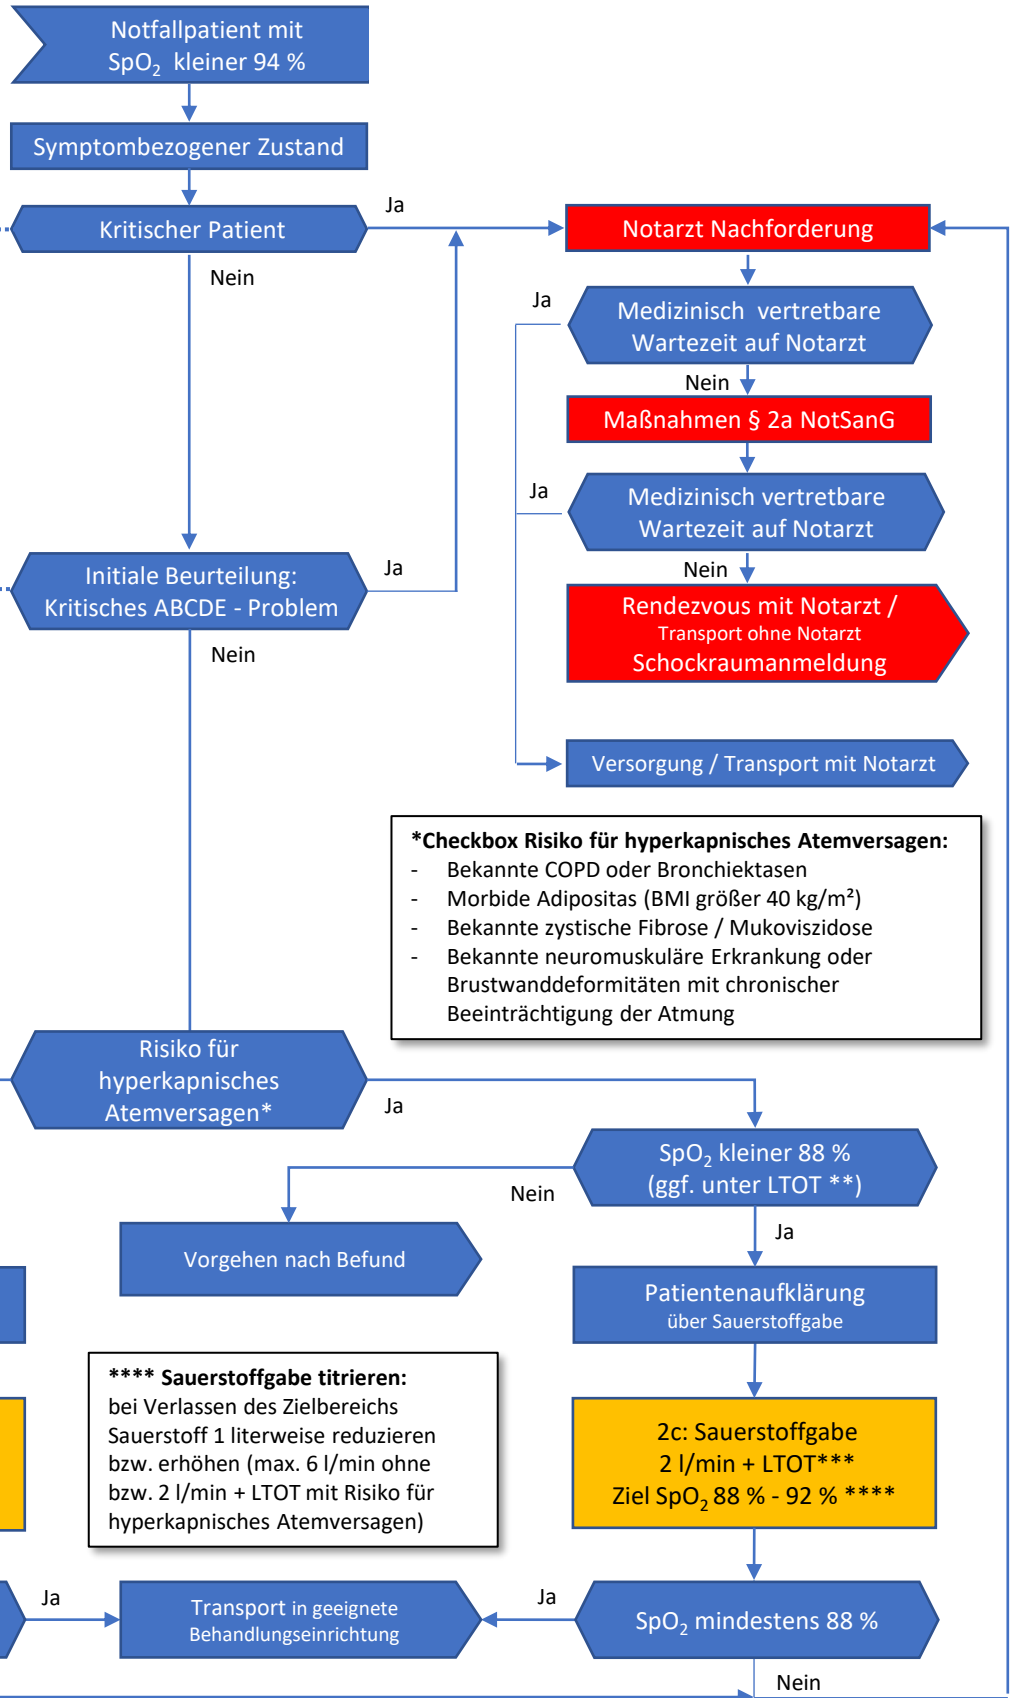 Notfallpatient mit
SpO₂ kleiner 94 %
Symptombezogener Zustand
Kritischer Patient
Ja
Nein
Notarzt Nachforderung
Ja
Medizinisch vertretbare
Wartezeit auf Notarzt
Nein
Maßnahmen § 2a NotSanG
Ja
Medizinisch vertretbare
Wartezeit auf Notarzt
Nein
Rendezvous mit Notarzt /
Transport ohne Notarzt
Schockraumanmeldung
Versorgung / Transport mit Notarzt
Initiale Beurteilung:
Kritisches ABCDE - Problem
Ja
Nein
*Checkbox Risiko für hyperkapnisches Atemversagen:
- Bekannte COPD oder Bronchiektasen
- Morbide Adipositas (BMI größer 40 kg/m²)
- Bekannte zystische Fibrose / Mukoviszidose
- Bekannte neuromuskuläre Erkrankung oder
Brustwanddeformitäten mit chronischer
Beeinträchtigung der Atmung
Risiko für
hyperkapnisches
Atemversagen*
Ja
SpO₂ kleiner 88 %
(ggf. unter LTOT **)
Nein
Ja
Vorgehen nach Befund
Patientenaufklärung
über Sauerstoffgabe
**** Sauerstoffgabe titrieren:
bei Verlassen des Zielbereichs
Sauerstoff 1 literweise reduzieren
bzw. erhöhen (max. 6 l/min ohne
bzw. 2 l/min + LTOT mit Risiko für
hyperkapnisches Atemversagen)
2c: Sauerstoffgabe
2 l/min + LTOT***
Ziel SpO₂ 88 % - 92 % ****
Ja
Transport in geeignete
Behandlungseinrichtung
Ja
SpO₂ mindestens 88 %
Nein